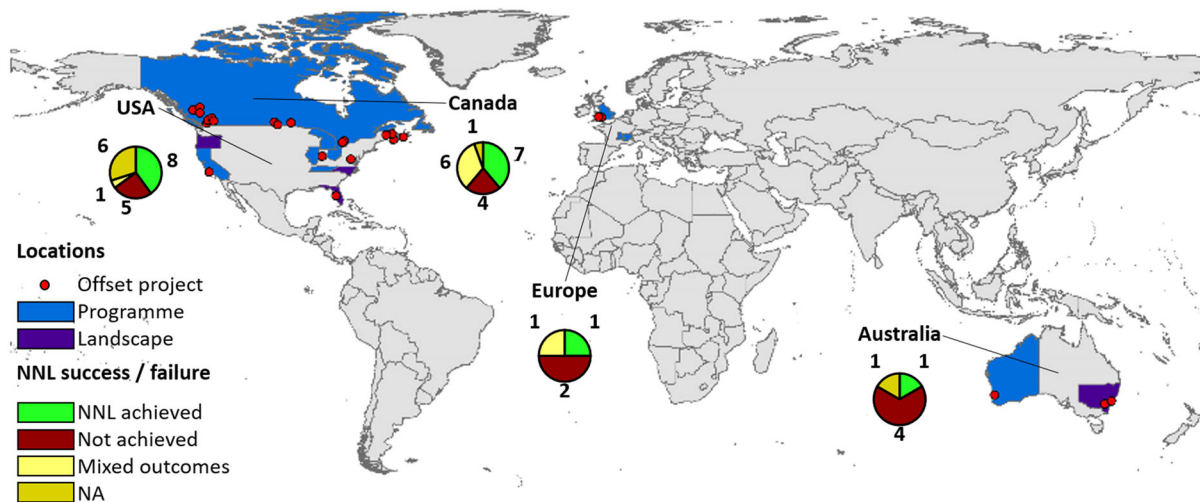 USA
Canada
6
8
1
5
1
6
7
4
Locations
Offset project
Programme
Landscape
NNL success / failure
NNL achieved
Not achieved
Mixed outcomes
NA
Europe
1
1
2
Australia
1
1
4